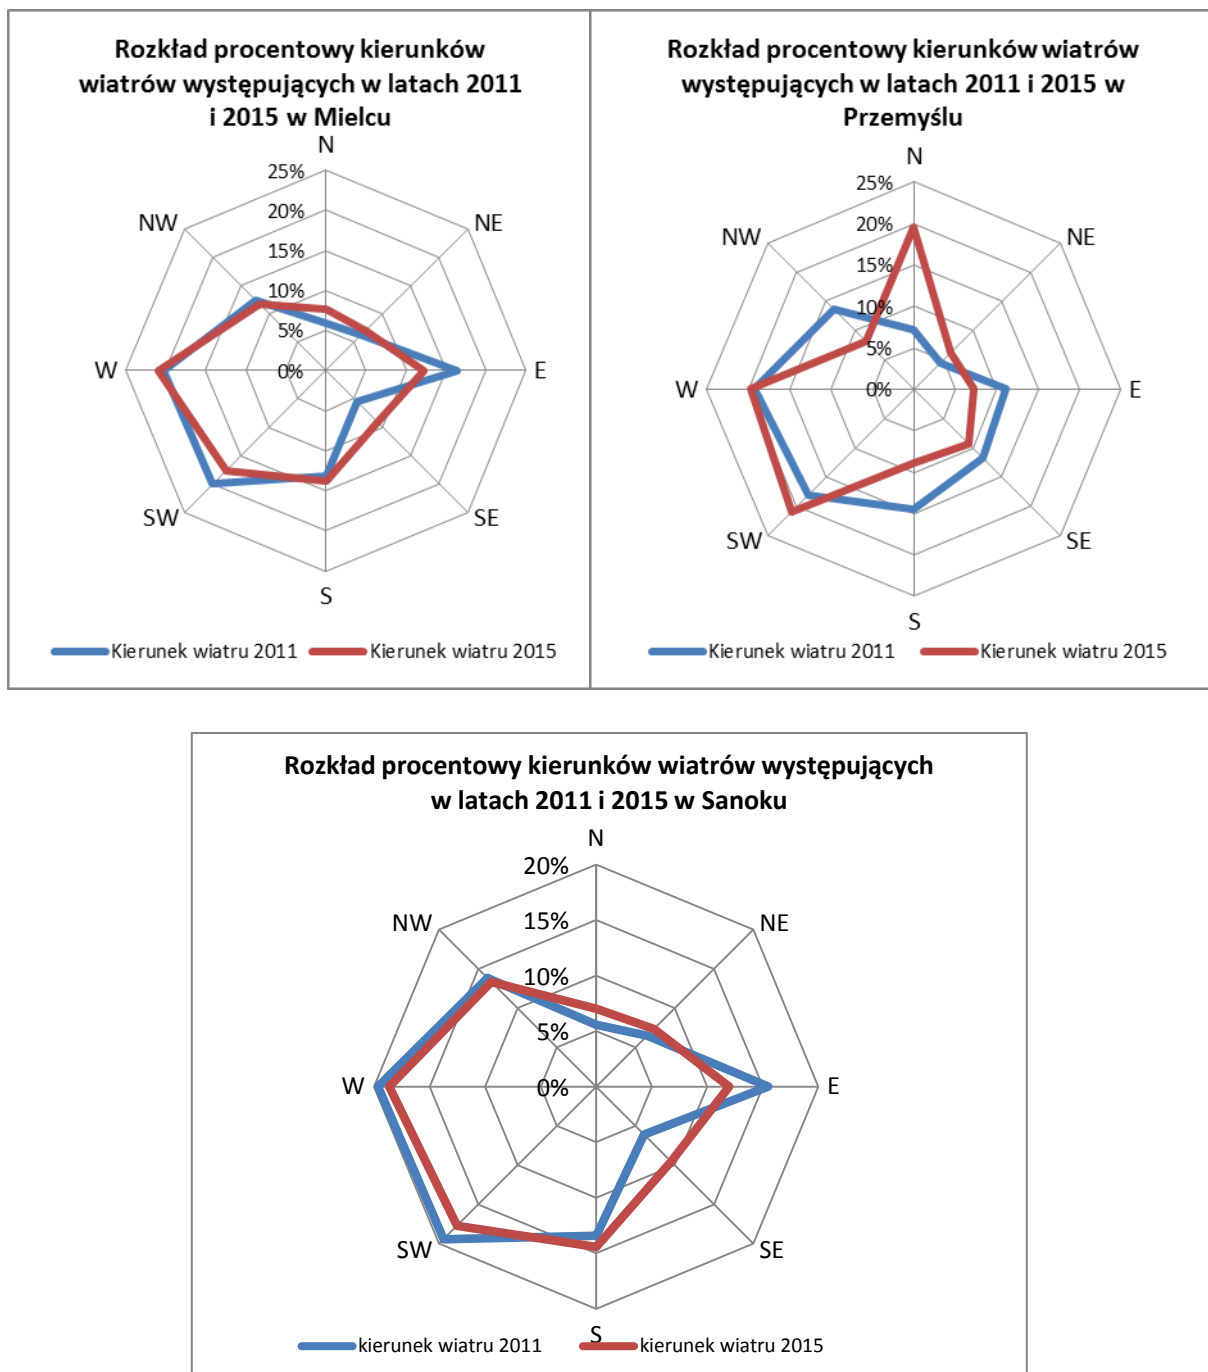 Rozkład procentowy kierunków
wiatrów występujących w latach 2011
i 2015 w Mielcu
N
25%
20%
15%
10%
5%
0%
NW
NE
W
E
SW
SE
S
Kierunek wiatru 2011
Kierunek wiatru 2015
Rozkład procentowy kierunków wiatrów
występujących w latach 2011 i 2015 w
Przemyślu
N
25%
20%
15%
10%
5%
0%
NW
NE
W
E
SW
SE
S
Kierunek wiatru 2011
Kierunek wiatru 2015
Rozkład procentowy kierunków wiatrów występujących
w latach 2011 i 2015 w Sanoku
N
20%
15%
10%
5%
0%
NW
NE
W
E
SW
SE
S
kierunek wiatru 2011
kierunek wiatru 2015